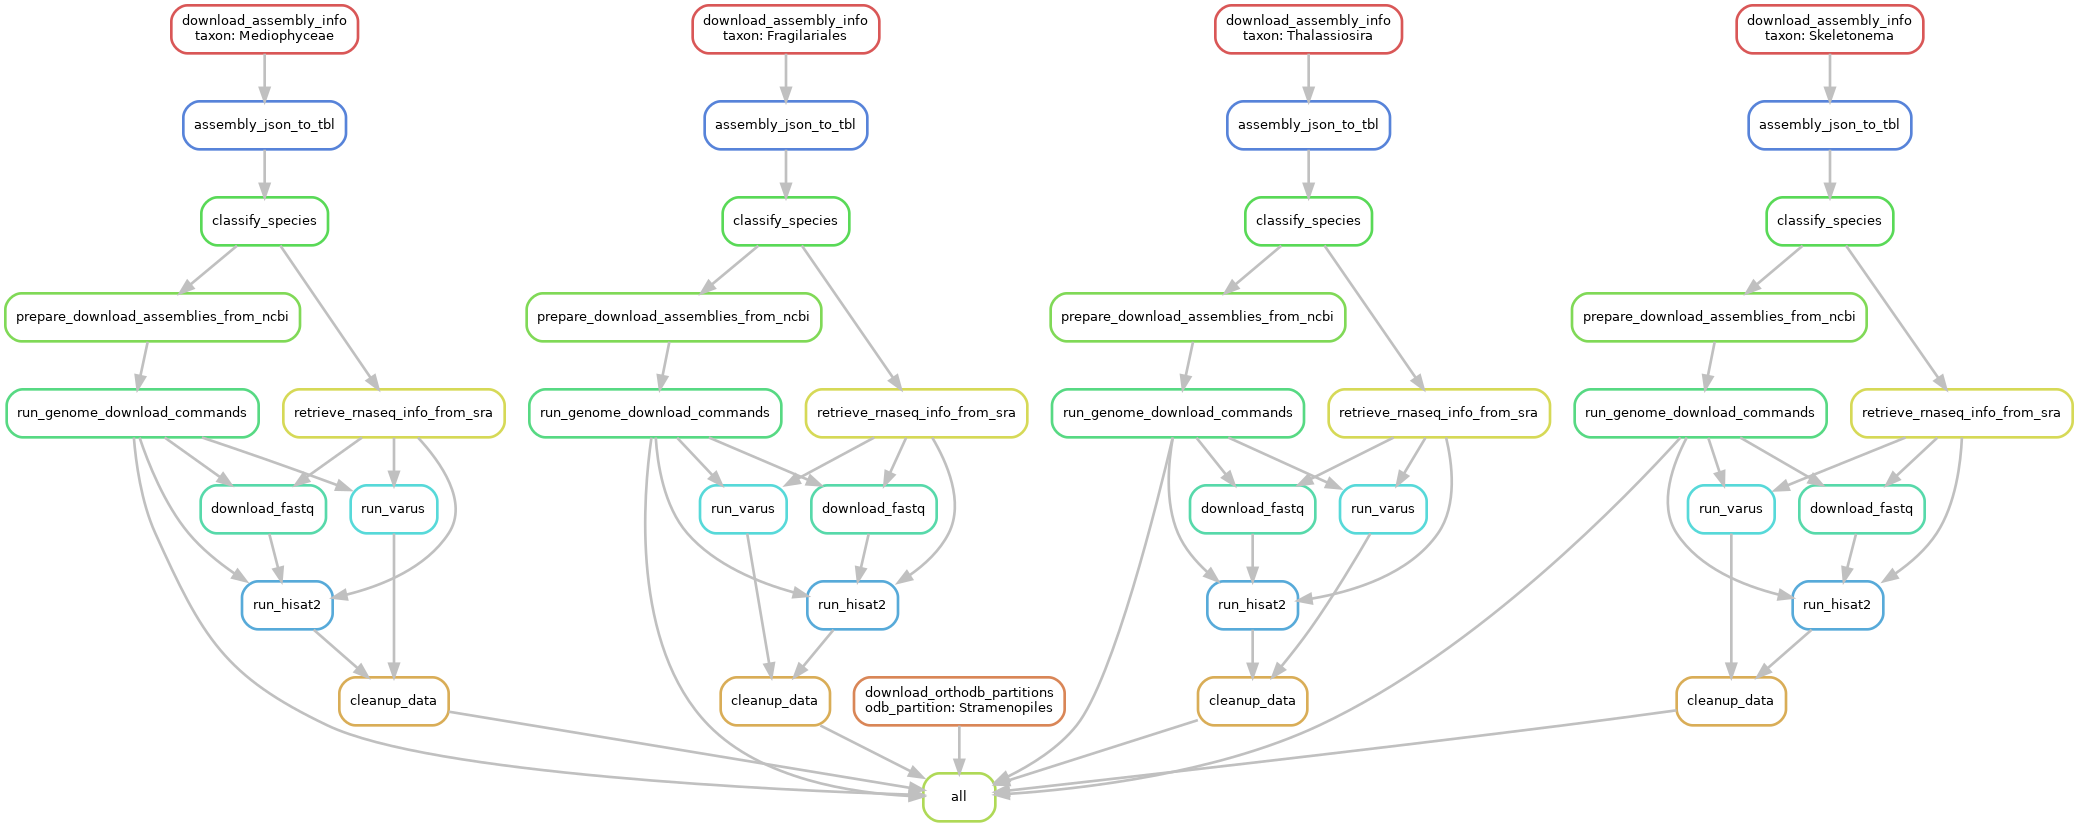 download_assembly_info
taxon: Mediophyceae
download_assembly_info
taxon: Fragilariales
download_assembly_info
taxon: Thalassiosira
download_assembly_info
taxon: Skeletonema
assembly_json_to_tbl
assembly_json_to_tbl
assembly_json_to_tbl
assembly_json_to_tbl
classify_species
classify_species
classify_species
classify_species
prepare_download_assemblies_from_ncbi
prepare_download_assemblies_from_ncbi
prepare_download_assemblies_from_ncbi
prepare_download_assemblies_from_ncbi
run_genome_download_commands
retrieve_rnaseq_info_from_sra
run_genome_download_commands
retrieve_rnaseq_info_from_sra
run_genome_download_commands
retrieve_rnaseq_info_from_sra
run_genome_download_commands
retrieve_rnaseq_info_from_sra
download_fastq
run_varus
run_varus
download_fastq
download_fastq
run_varus
run_varus
download_fastq
run_hisat2
run_hisat2
run_hisat2
run_hisat2
cleanup_data
cleanup_data
download_orthodb_partitions
odb_partition: Stramenopiles
cleanup_data
cleanup_data
all